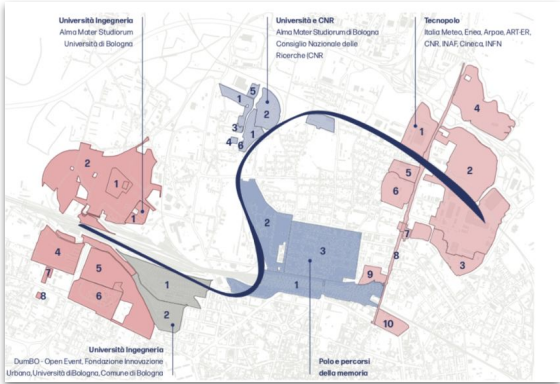 Università Ingegneria
Alma Mater Studiorum
Università di Bologna
Università e CNR
Alma Mater Studiorum di Bologna
Consiglio Nazionale delle
Ricerche |CNR
Tecnopolo
Italia Meteo, Enea, Arpae, ART-ER,
CNR, INAF, Cineca, INFN
5
1
2
3
1
4
6
4
1
2
5
6
2
1
1
7
3
8
4
5
7
8
6
1
2
2
3
1
9
10
Università Ingegneria
DumBO - Open Event, Fondazione Innovazione
Urbana, Università di Bologna, Comune di Bologna
Polo e percorsi
della memoria